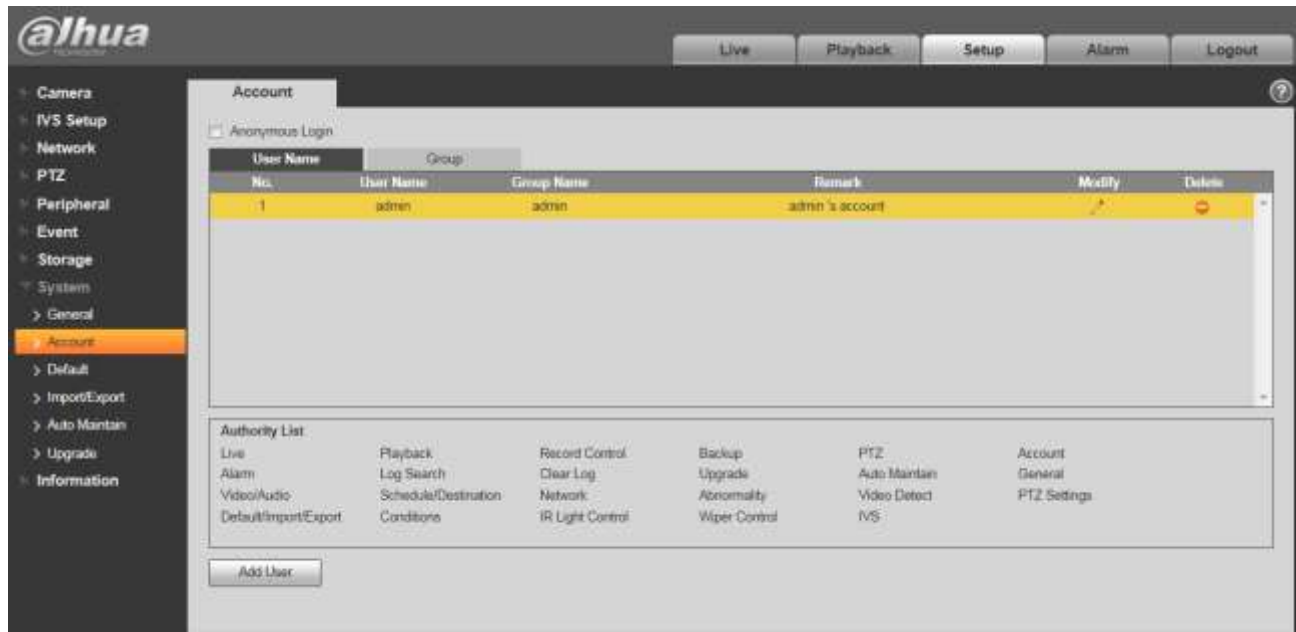 alhua
TECHNOLOGY
Live Playback Setup Alarm Logout
Camera
IVS Setup
Network
PTZ
Peripheral
Event
Storage
System
General
Account
Default
Import/Export
Auto Maintain
Upgrade
Information
Account
Anonymous Login
User Name Group
No. User Name Group Name Remark Modify Delete
1 admin admin admin 's account
Authority List
Live Playback Record Control Backup PTZ Account
Alarm Log Search Clear Log Upgrade Auto Maintain General
Video/Audio Schedule/Destination Network Abnormality Video Detect PTZ Settings
Default/Import/Export Conditions IR Light Control Wiper Control IVS
Add User